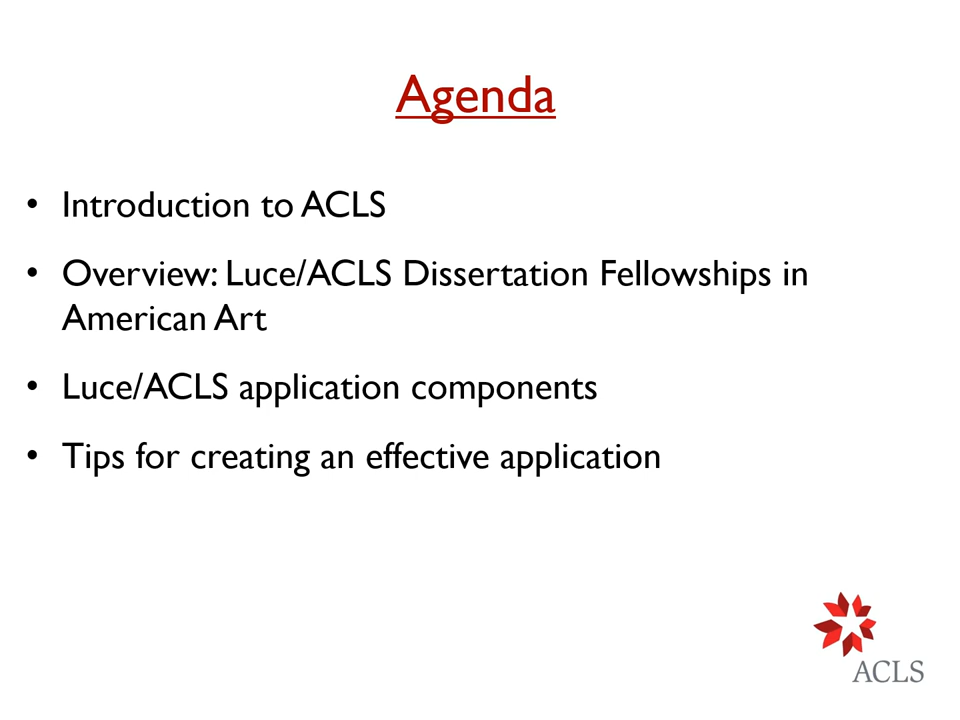 Agenda
• Introduction to ACLS
• Overview: Luce/ACLS Dissertation Fellowships in
American Art
• Luce/ACLS application components
• Tips for creating an effective application
ACLS